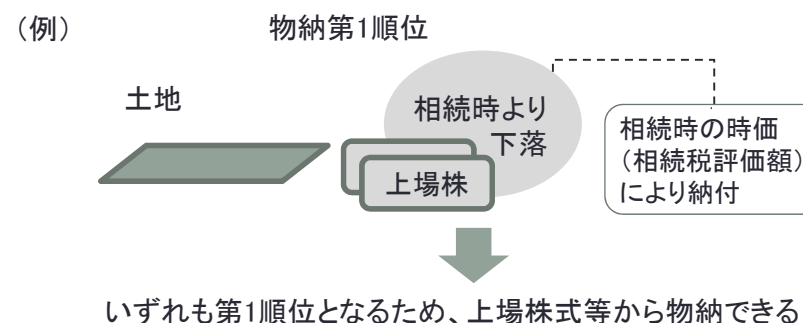 (例)
物納第1順位
土地
相続時より
下落
上場株
相続時の時価
(相続税評価額)
により納付
いずれも第1順位となるため、上場株式等から物納できる